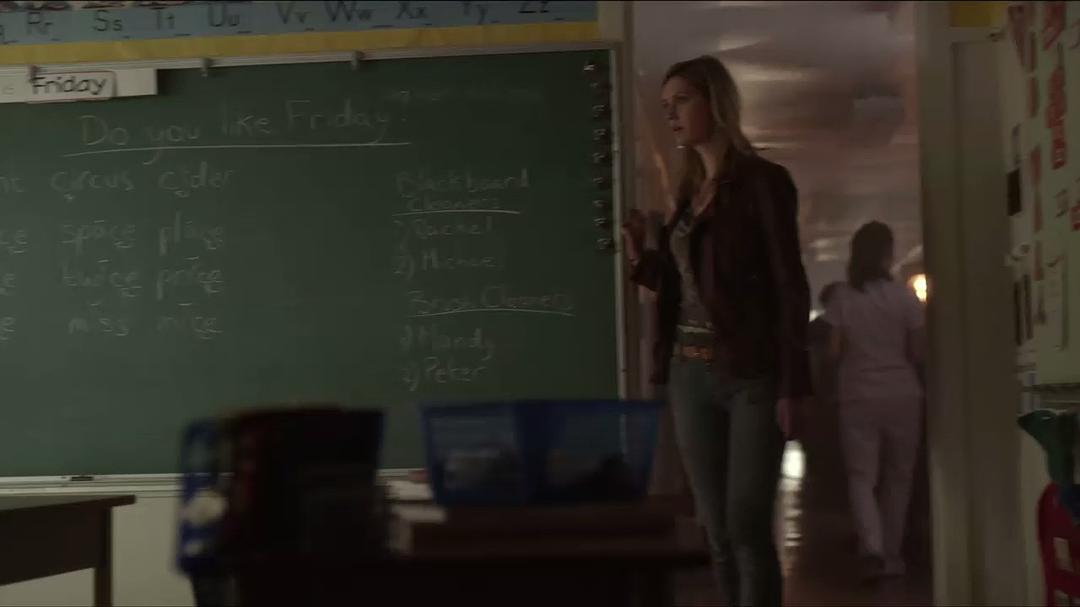 Rr Ss Tt Uu Vv Ww Xx Yy Zz
Friday
Do you like Friday?
circus cider
space place
twice price
miss mice
Blackboard
Cleaners
1) Rachel
2) Michael
Brush Cleaners
1) Mandy
2) Peter